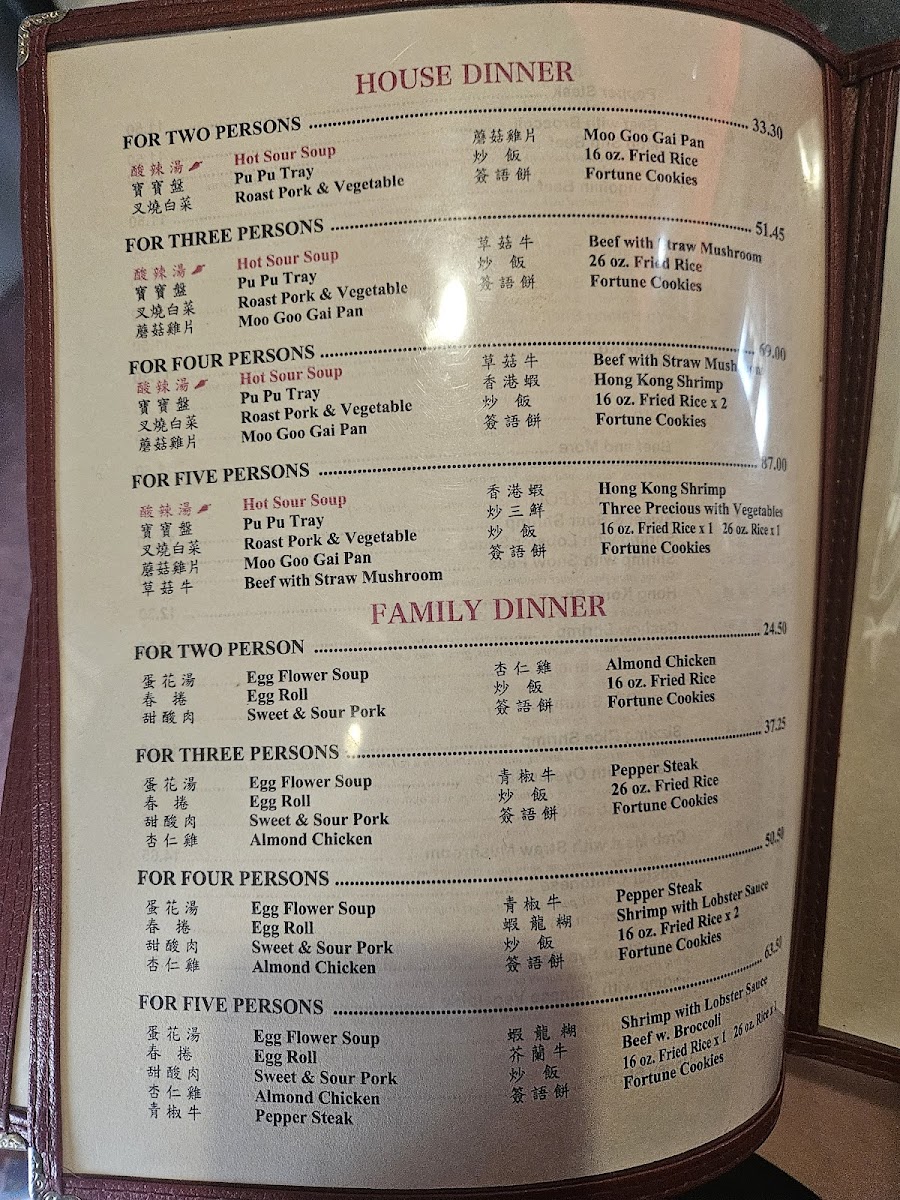 HOUSE DINNER
FOR TWO PERSONS 33.30
酸辣湯 Hot Sour Soup 蘑菇雞片 Moo Goo Gai Pan
寶寶盤 Pu Pu Tray 炒飯 16 oz. Fried Rice
叉燒白菜 Roast Pork & Vegetable 簽語餅 Fortune Cookies
FOR THREE PERSONS 51.45
酸辣湯 Hot Sour Soup 草菇牛 Beef with Straw Mushroom
寶寶盤 Pu Pu Tray 炒飯 26 oz. Fried Rice
叉燒白菜 Roast Pork & Vegetable 簽語餅 Fortune Cookies
蘑菇雞片 Moo Goo Gai Pan
FOR FOUR PERSONS 69.00
酸辣湯 Hot Sour Soup 草菇牛 Beef with Straw
寶寶盤 Pu Pu Tray 香港蝦 Hong Kong Shrimp
叉燒白菜 Roast Pork & Vegetable 炒飯 16 oz. Fried Rice x 2
蘑菇雞片 Moo Goo Gai Pan 簽語餅 Fortune Cookies
FOR FIVE PERSONS 87.00
酸辣湯 Hot Sour Soup 香港蝦 Hong Kong Shrimp
寶寶盤 Pu Pu Tray 炒三鮮 Three Precious with Vegetables
叉燒白菜 Roast Pork & Vegetable 炒飯 16 oz. Fried Rice x 1 26 oz. Rice x 1
蘑菇雞片 Moo Goo Gai Pan 簽語餅 Fortune Cookies
草菇牛 Beef with Straw Mushroom
FAMILY DINNER
FOR TWO PERSON 24.50
蛋花湯 Egg Flower Soup 杏仁雞 Almond Chicken
春捲 Egg Roll 炒飯 16 oz. Fried Rice
甜酸肉 Sweet & Sour Pork 簽語餅 Fortune Cookies
FOR THREE PERSONS 37.25
蛋花湯 Egg Flower Soup 青椒牛 Pepper Steak
春捲 Egg Roll 炒飯 26 oz. Fried Rice
甜酸肉 Sweet & Sour Pork 簽語餅 Fortune Cookies
杏仁雞 Almond Chicken
FOR FOUR PERSONS 50.50
蛋花湯 Egg Flower Soup 青椒牛 Pepper Steak
春捲 Egg Roll 蝦龍糊 Shrimp with Lobster Sauce
甜酸肉 Sweet & Sour Pork 炒飯 16 oz. Fried Rice x 2
杏仁雞 Almond Chicken 簽語餅 Fortune Cookies
FOR FIVE PERSONS 63.50
蛋花湯 Egg Flower Soup 蝦龍糊 Shrimp with Lobster Sauce
春捲 Egg Roll 芥蘭牛 Beef w. Broccoli
甜酸肉 Sweet & Sour Pork 炒飯 16 oz. Fried Rice x 1 26 oz. Rice x 1
杏仁雞 Almond Chicken 簽語餅 Fortune Cookies
青椒牛 Pepper Steak